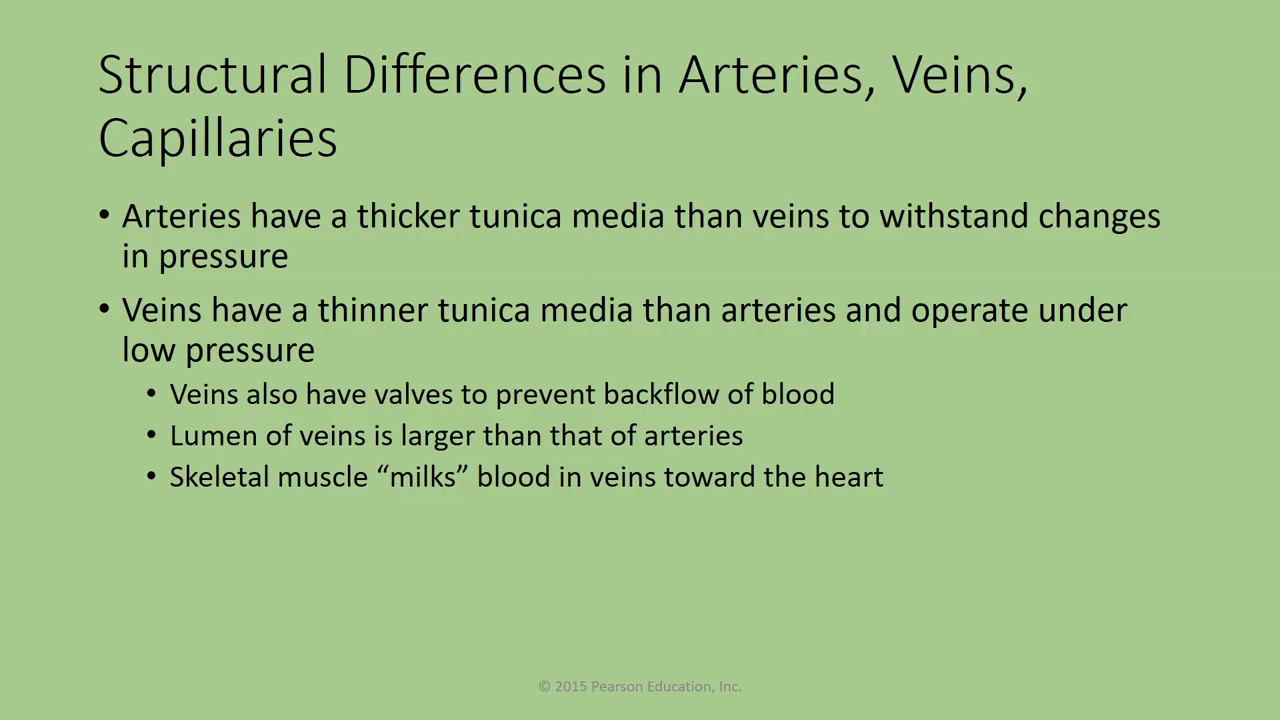 Structural Differences in Arteries, Veins,
Capillaries
• Arteries have a thicker tunica media than veins to withstand changes
in pressure
• Veins have a thinner tunica media than arteries and operate under
low pressure
• Veins also have valves to prevent backflow of blood
• Lumen of veins is larger than that of arteries
• Skeletal muscle “milks” blood in veins toward the heart
© 2015 Pearson Education, Inc.